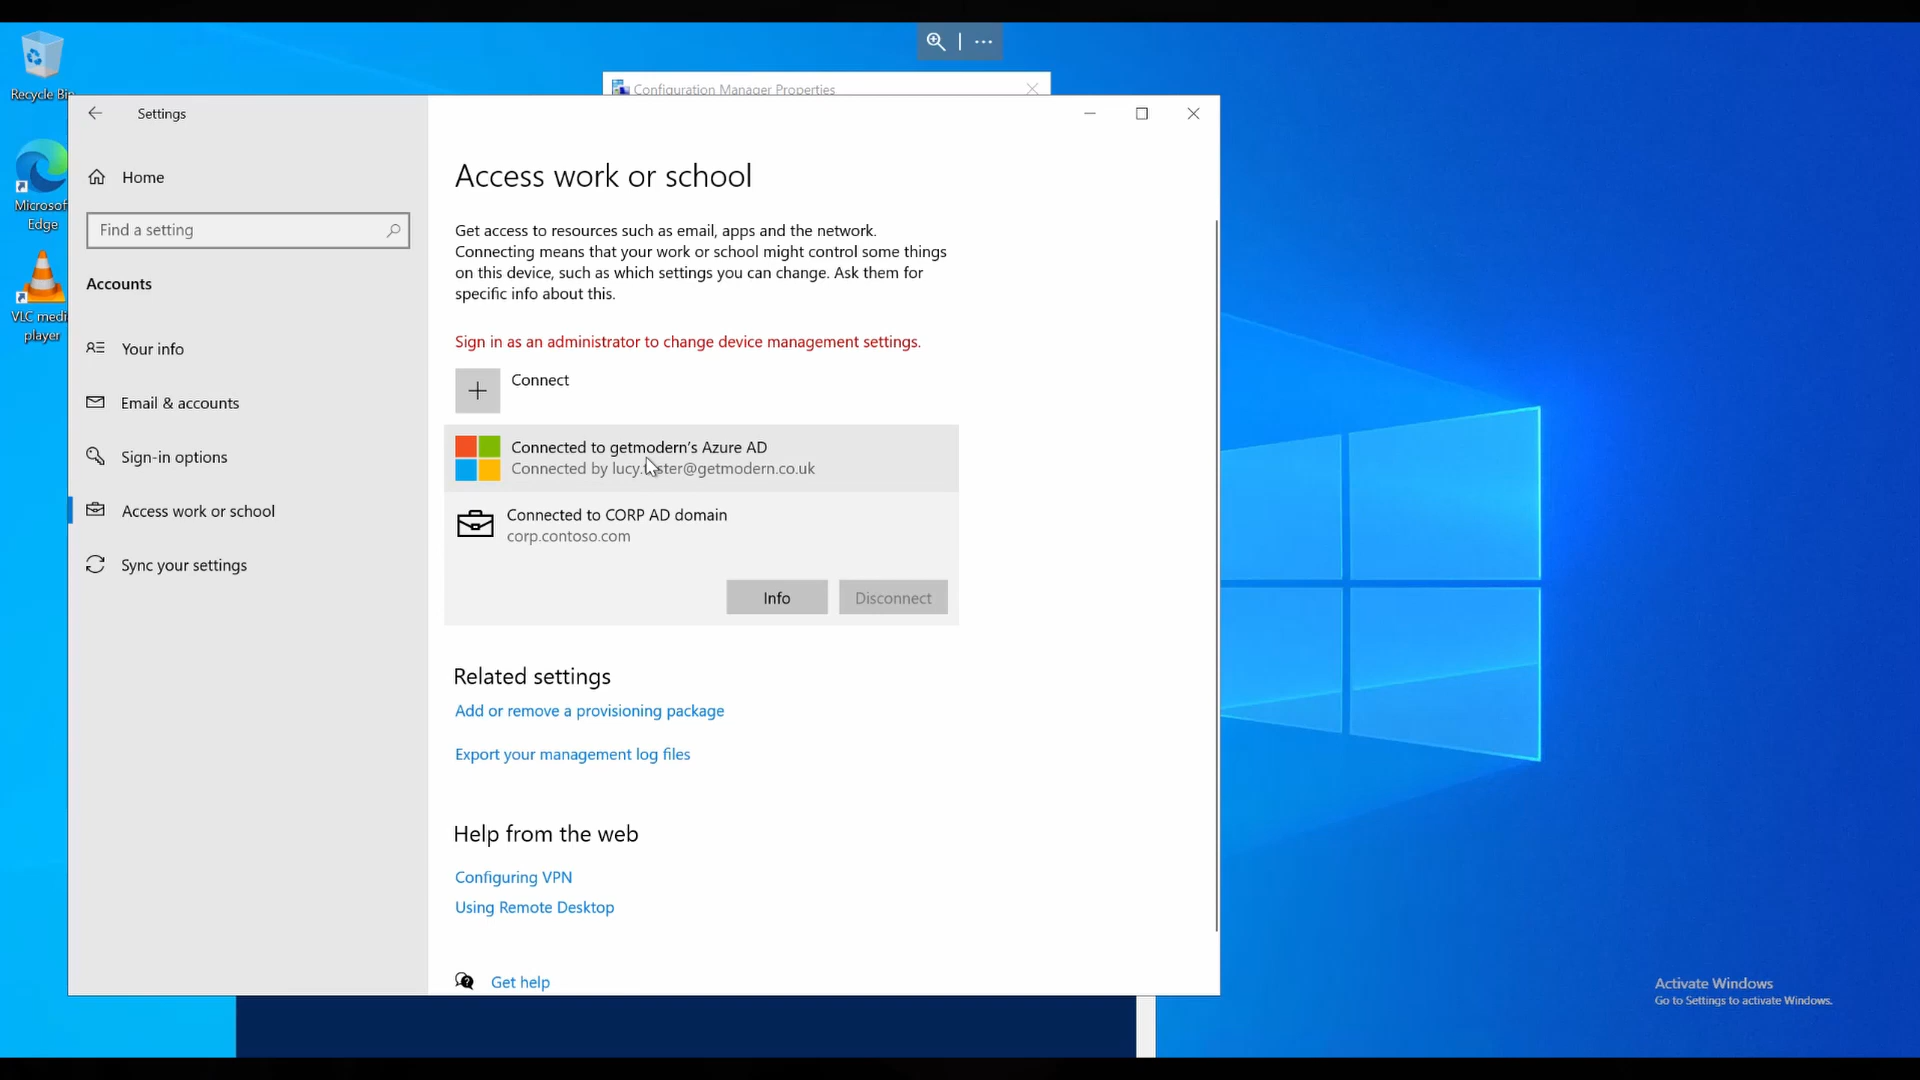 Recycle Bin
Microsoft
Edge
VLC medi
player
Configuration Manager Properties
Settings
Home
Find a setting
Accounts
Your info
Email & accounts
Sign-in options
Access work or school
Sync your settings
Access work or school
Get access to resources such as email, apps and the network.
Connecting means that your work or school might control some things
on this device, such as which settings you can change. Ask them for
specific info about this.
Sign in as an administrator to change device management settings.
Connect
Connected to getmodern's Azure AD
Connected by @getmodern.co.uk
Connected to CORP AD domain
corp.contoso.com
Info
Disconnect
Related settings
Add or remove a provisioning package
Export your management log files
Help from the web
Configuring VPN
Using Remote Desktop
Get help
Activate Windows
Go to Settings to activate Windows.